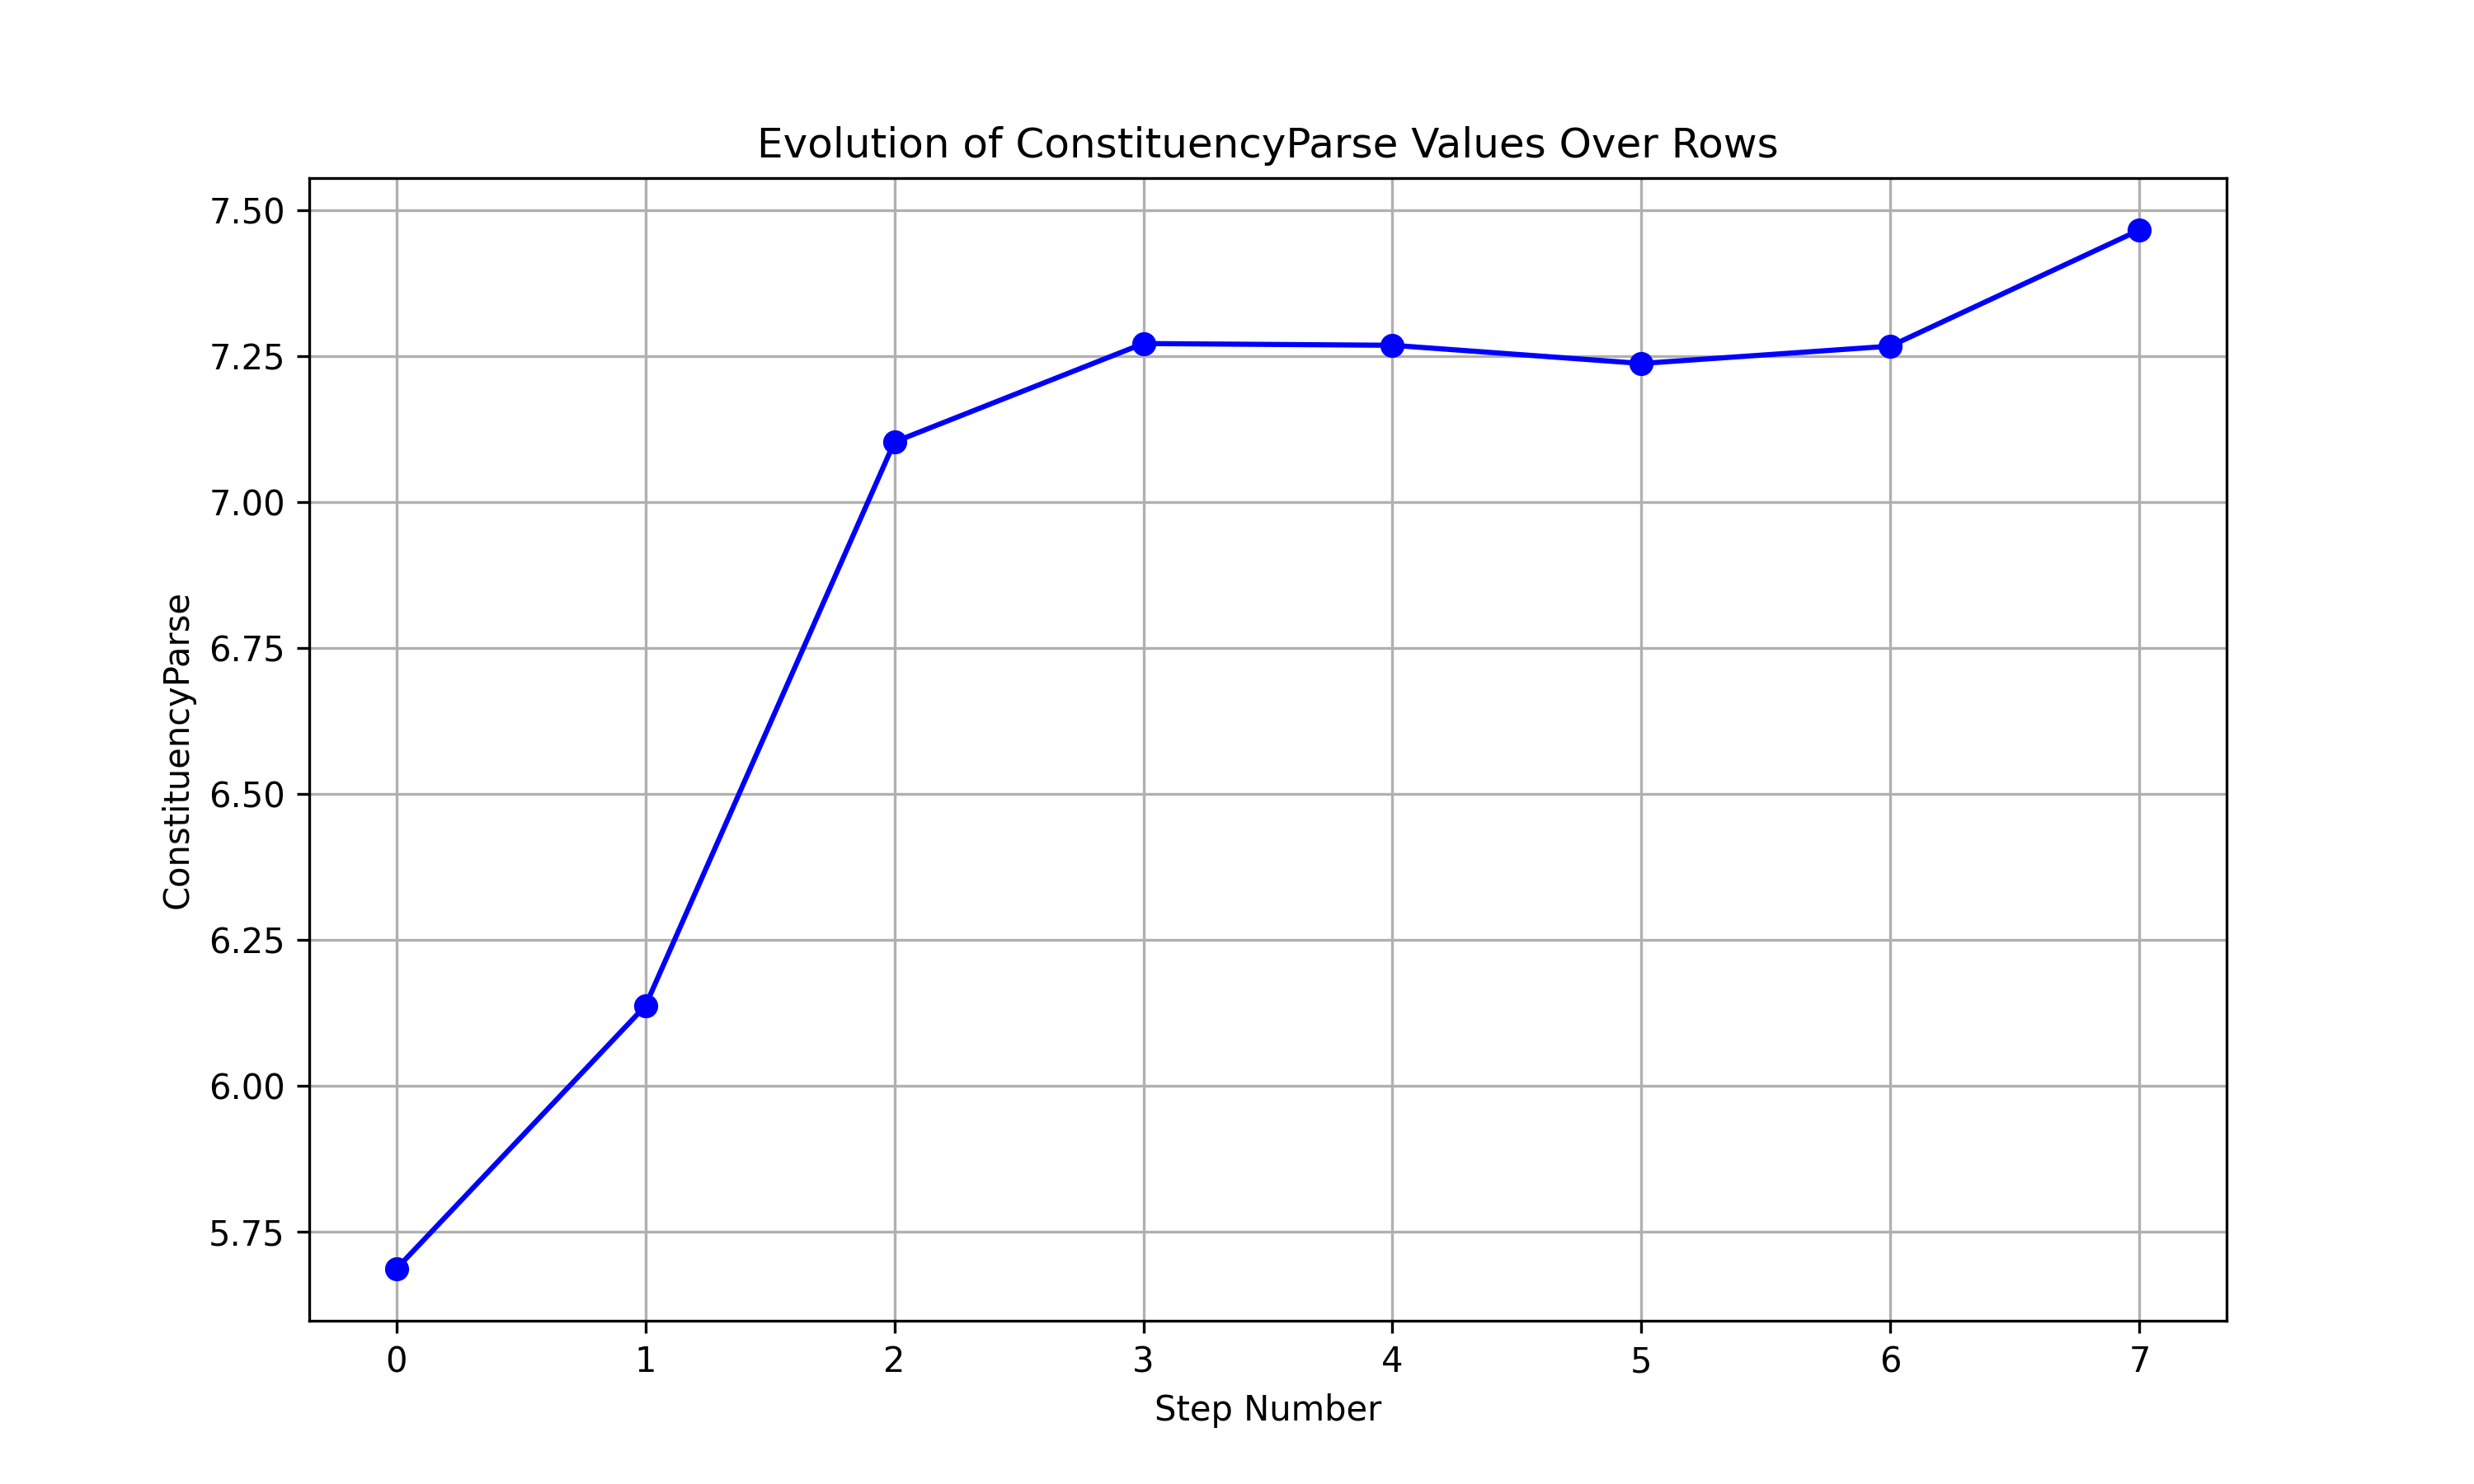 Evolution of ConstituencyParse Values Over Rows
7.50
7.25
7.00
6.75
6.50
6.25
6.00
5.75
ConstituencyParse
0 1 2 3 4 5 6 7
Step Number